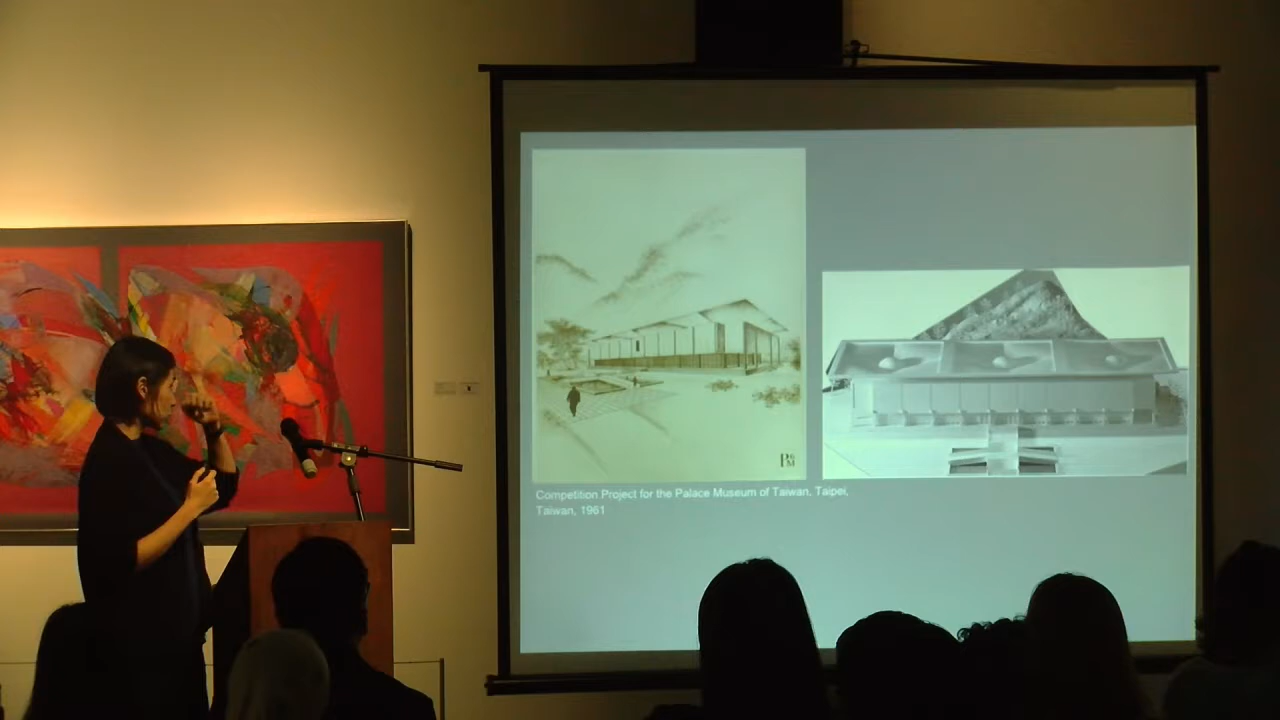 Competition Project for the Palace Museum of Taiwan, Taipei,
Taiwan, 1961